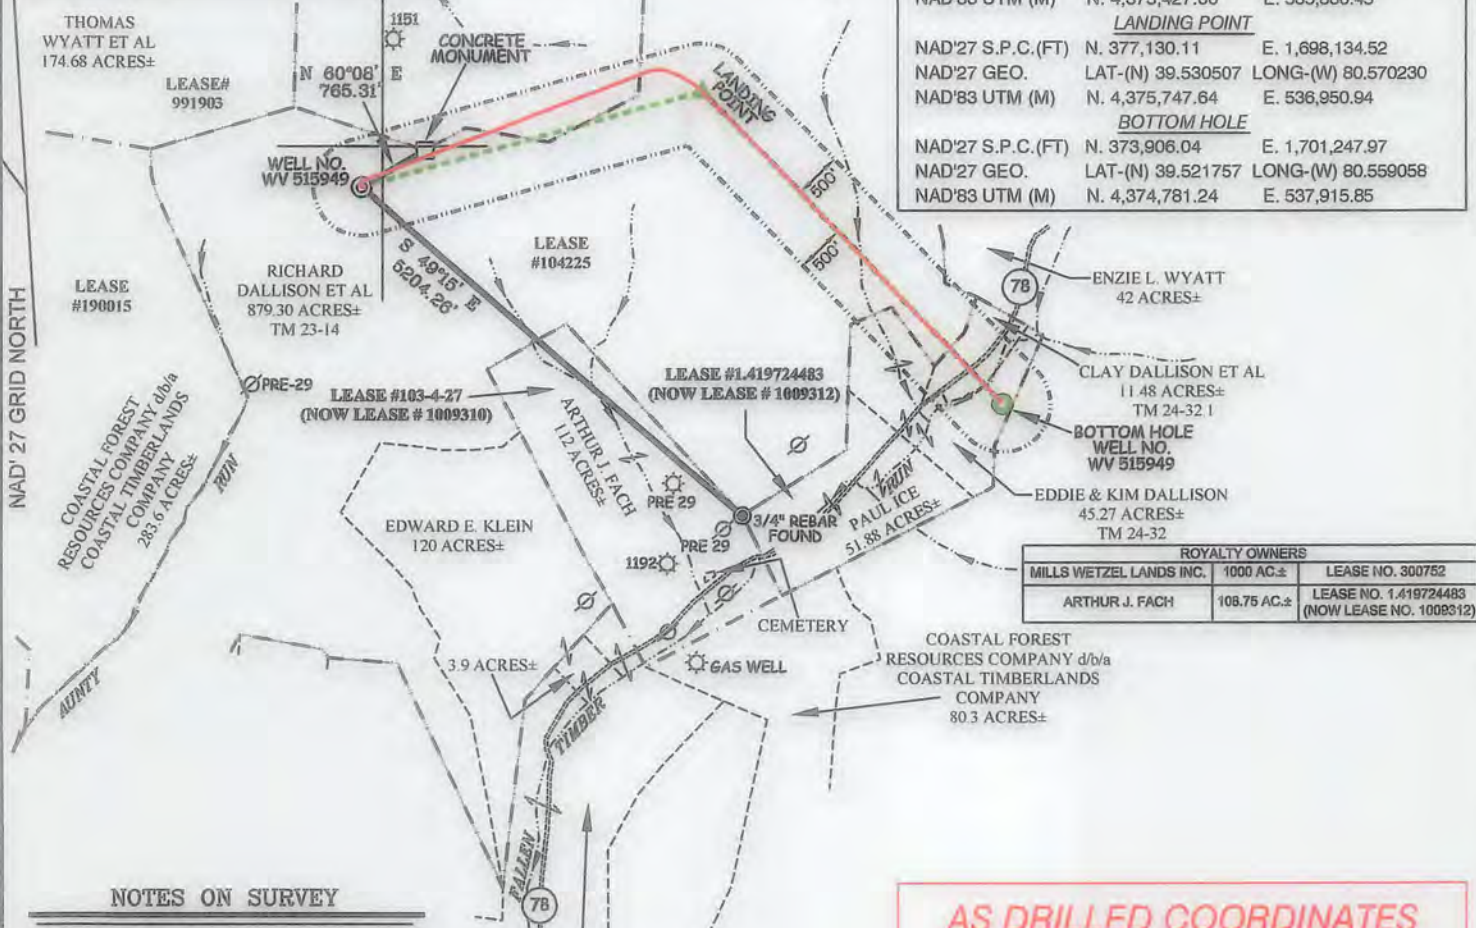 THOMAS
WYATT ET AL
174.68 ACRES±
LEASE#
991903
1151
CONCRETE
MONUMENT
N 60°08' E
765.31'
WELL NO.
WV 515949
LANDING
POINT
LANDING POINT
NAD'27 S.P.C.(FT) N. 377,130.11 E. 1,698,134.52
NAD'27 GEO. LAT-(N) 39.530507 LONG-(W) 80.570230
NAD'83 UTM (M) N. 4,375,747.64 E. 536,950.94
BOTTOM HOLE
NAD'27 S.P.C.(FT) N. 373,906.04 E. 1,701,247.97
NAD'27 GEO. LAT-(N) 39.521757 LONG-(W) 80.559058
NAD'83 UTM (M) N. 4,374,781.24 E. 537,915.85
500'
500'
NAD'27 GRID NORTH
LEASE
#190015
RICHARD
DALLISON ET AL
879.30 ACRES±
TM 23-14
S 49°15' E
5204.26'
LEASE
#104225
78
ENZIE L. WYATT
42 ACRES±
CLAY DALLISON ET AL
11.48 ACRES±
TM 24-32.1
BOTTOM HOLE
WELL NO.
WV 515949
EDDIE & KIM DALLISON
45.27 ACRES±
TM 24-32
PRE-29
LEASE #103-4-27
(NOW LEASE # 1009310)
LEASE #1.419724483
(NOW LEASE # 1009312)
COASTAL FOREST
RESOURCES COMPANY d/b/a
COASTAL TIMBERLANDS
COMPANY
283.6 ACRES±
RUN
AUNTY
ARTHUR J. FACH
112 ACRES±
EDWARD E. KLEIN
120 ACRES±
PRE 29
PRE 29
1192
3/4" REBAR
FOUND
RUN
PAUL ICE
51.88 ACRES±
CEMETERY
ROYALTY OWNERS
MILLS WETZEL LANDS INC. 1000 AC.± LEASE NO. 300752
ARTHUR J. FACH 108.75 AC.± LEASE NO. 1.419724483
(NOW LEASE NO. 1009312)
3.9 ACRES±
GAS WELL
COASTAL FOREST
RESOURCES COMPANY d/b/a
COASTAL TIMBERLANDS
COMPANY
80.3 ACRES±
TIMBER
FALLEN
78
NOTES ON SURVEY
AS DRILLED COORDINATES